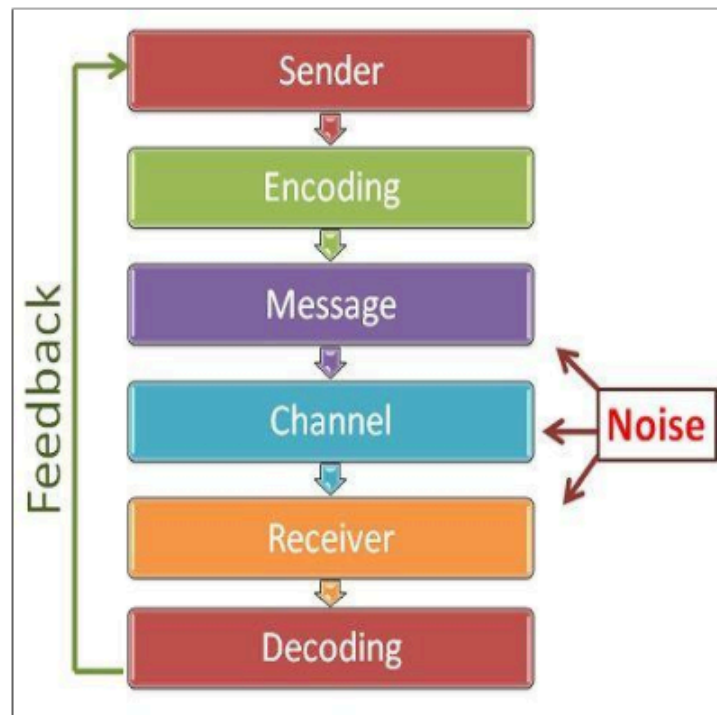 Sender
Encoding
Message
Channel
Noise
Receiver
Decoding
Feedback